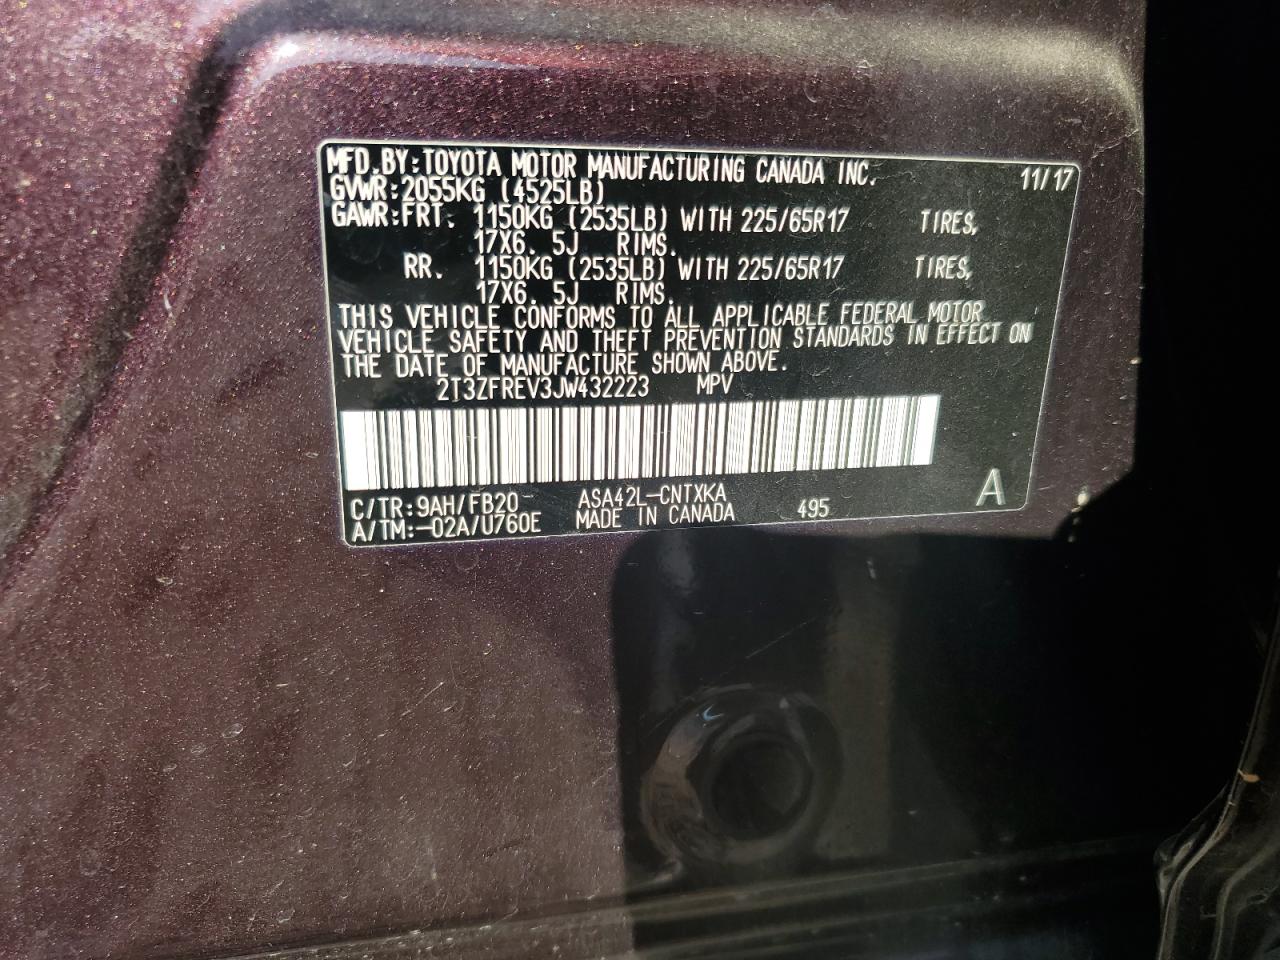 MFD.BY:TOYOTA MOTOR MANUFACTURING CANADA INC. 11/17
GVWR:2055KG (4525LB)
GAWR:FRT. 1150KG (2535LB) WITH 225/65R17 TIRES,
17X6. 5J RIMS.
RR. 1150KG (2535LB) WITH 225/65R17 TIRES,
17X6. 5J RIMS.
THIS VEHICLE CONFORMS TO ALL APPLICABLE FEDERAL MOTOR
VEHICLE SAFETY AND THEFT PREVENTION STANDARDS IN EFFECT ON
THE DATE OF MANUFACTURE SHOWN ABOVE.
2T3ZFREV3JW432223 MPV
C/TR:9AH/FB20 ASA42L-CNTXKA
A/TM:-02A/U760E MADE IN CANADA 495 A